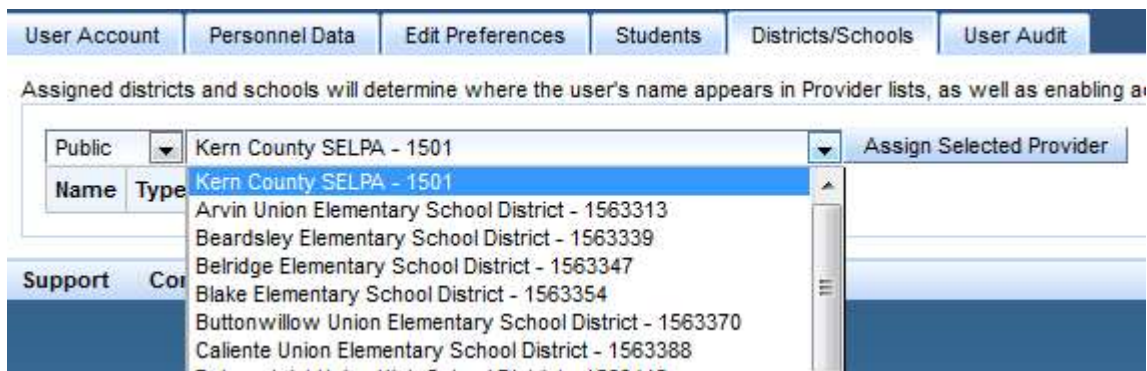 User Account Personnel Data Edit Preferences Students Districts/Schools User Audit
Assigned districts and schools will determine where the user's name appears in Provider lists, as well as enabling
Public Kern County SELPA - 1501 Assign Selected Provider
Name Type Kern County SELPA - 1501
Arvin Union Elementary School District - 1563313
Beardsley Elementary School District - 1563339
Belridge Elementary School District - 1563347
Support Blake Elementary School District - 1563354
Buttonwillow Union Elementary School District - 1563370
Caliente Union Elementary School District - 1563388